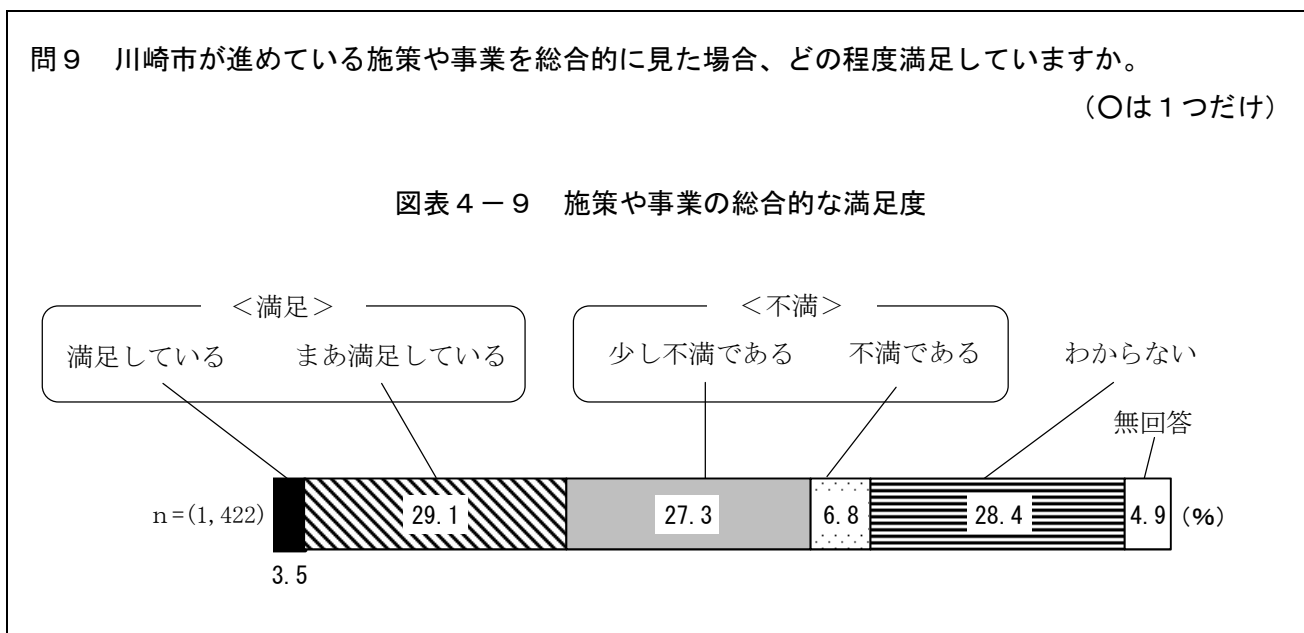 問９　川崎市が進めている施策や事業を総合的に見た場合、どの程度満足していますか。
（〇は１つだけ）
図表４－９　施策や事業の総合的な満足度
＜満足＞　＜不満＞
満足している　まあ満足している　少し不満である　不満である　わからない
無回答
n=(1,422)　29.1　27.3　6.8　28.4　4.9　(%)
3.5